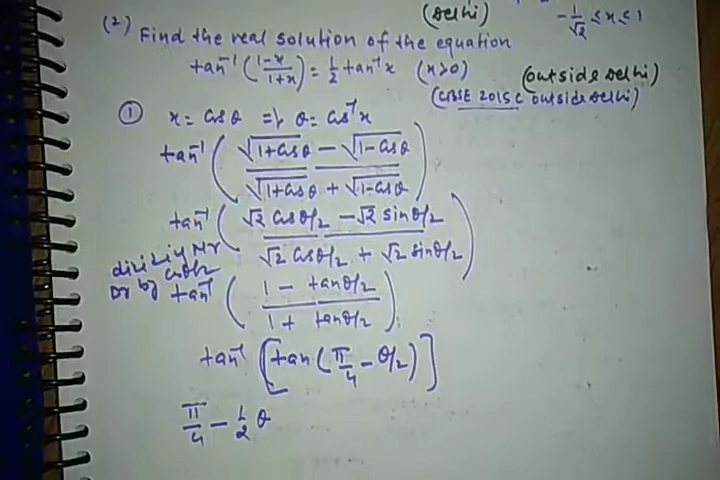 (Delhi)
-1/√2 ≤ x ≤ 1
(2) Find the real solution of the equation
tan⁻¹ (1-x / 1+x) = 1/2 tan⁻¹ x (x>0)
(outside Delhi)
(CBSE 2015 C outside Delhi)
① x = cos θ ⇒ θ = cos⁻¹ x
tan⁻¹ ( √1+cos θ - √1-cos θ / √1+cos θ + √1-cos θ )
tan⁻¹ ( √2 cos θ/2 - √2 sin θ/2 / √2 cos θ/2 + √2 sin θ/2 )
Nr
cos θ/2
Dr by tan⁻¹ ( 1 - tan θ/2 / 1 + tan θ/2 )
tan⁻¹ [ tan ( π/4 - θ/2 ) ]
π/4 - 1/2 θ